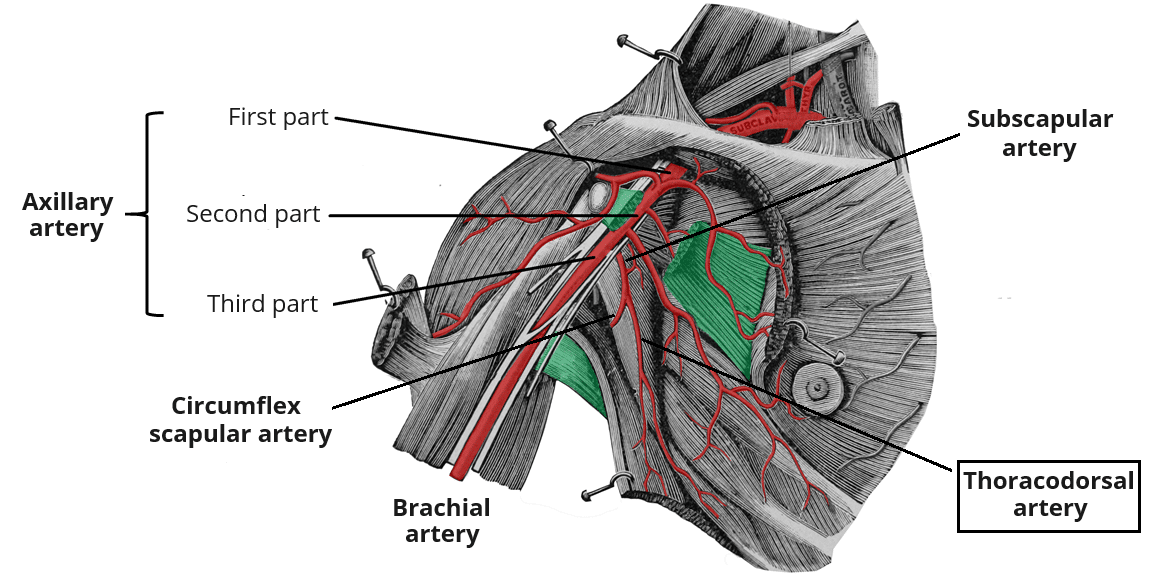 First part
Subscapular
artery
Axillary
artery
Second part
Third part
Circumflex
scapular artery
Thoracodorsal
artery
Brachial
artery
SUBCLAV